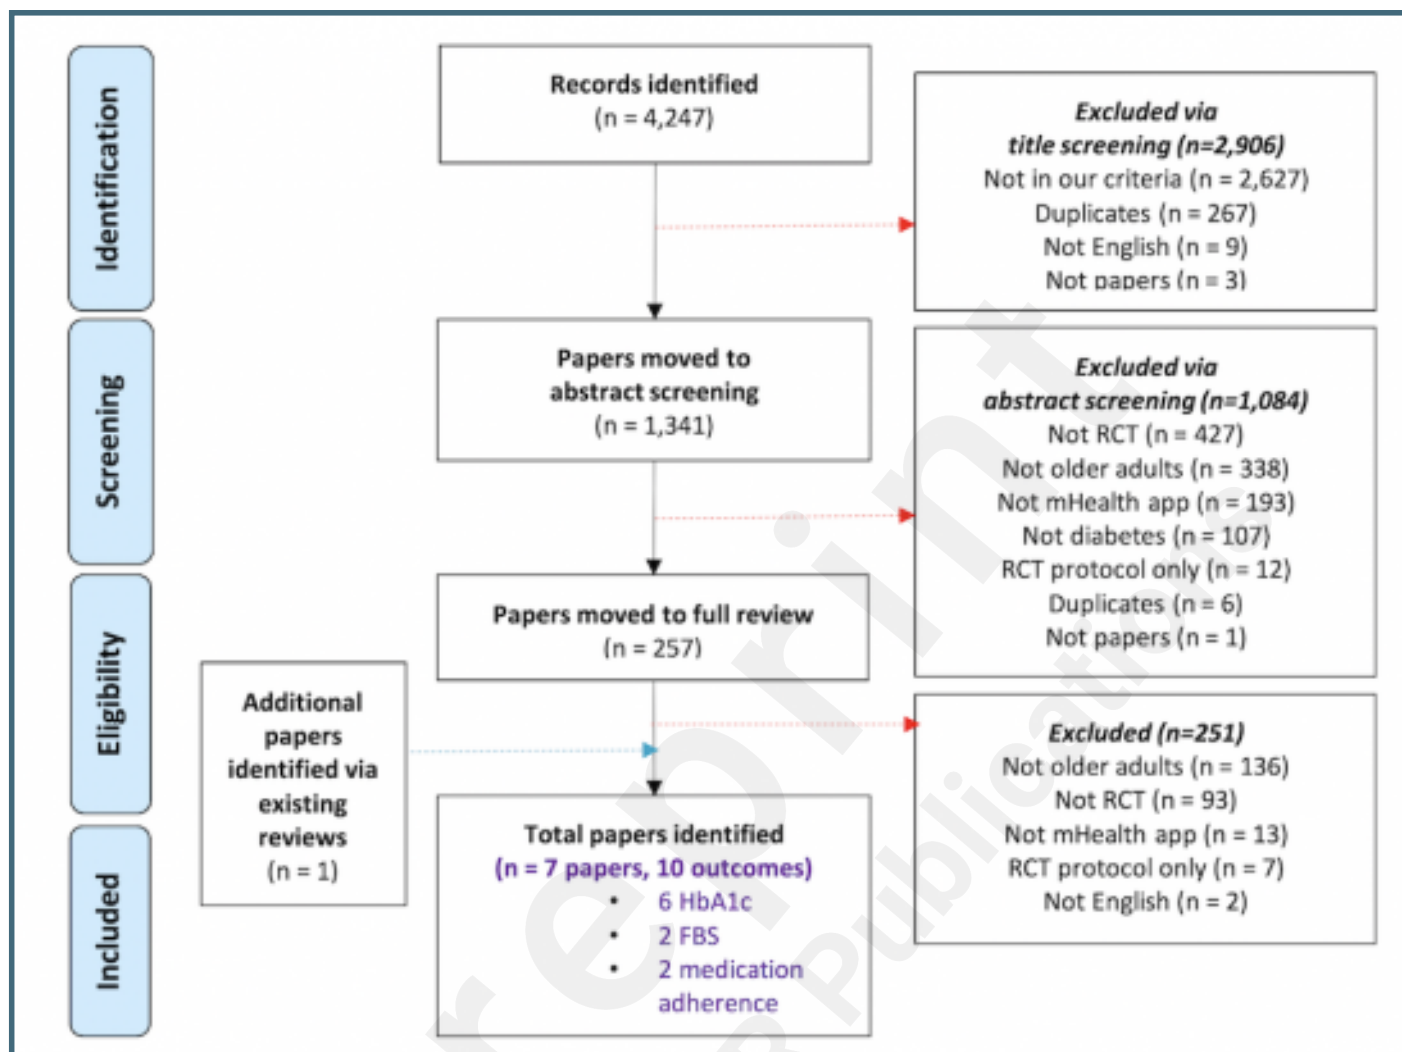 Identification
Records identified
(n = 4,247)
Excluded via
title screening (n=2,906)
Not in our criteria (n = 2,627)
Duplicates (n = 267)
Not English (n = 9)
Not papers (n = 3)
Screening
Papers moved to
abstract screening
(n = 1,341)
Excluded via
abstract screening (n=1,084)
Not RCT (n = 427)
Not older adults (n = 338)
Not mHealth app (n = 193)
Not diabetes (n = 107)
RCT protocol only (n = 12)
Duplicates (n = 6)
Not papers (n = 1)
Eligibility
Papers moved to full review
(n = 257)
Additional
papers
identified via
existing
reviews
(n = 1)
Excluded (n=251)
Not older adults (n = 136)
Not RCT (n = 93)
Not mHealth app (n = 13)
RCT protocol only (n = 7)
Not English (n = 2)
Included
Total papers identified
(n = 7 papers, 10 outcomes)
• 6 HbA1c
• 2 FBS
• 2 medication
adherence
reprint
R Publications